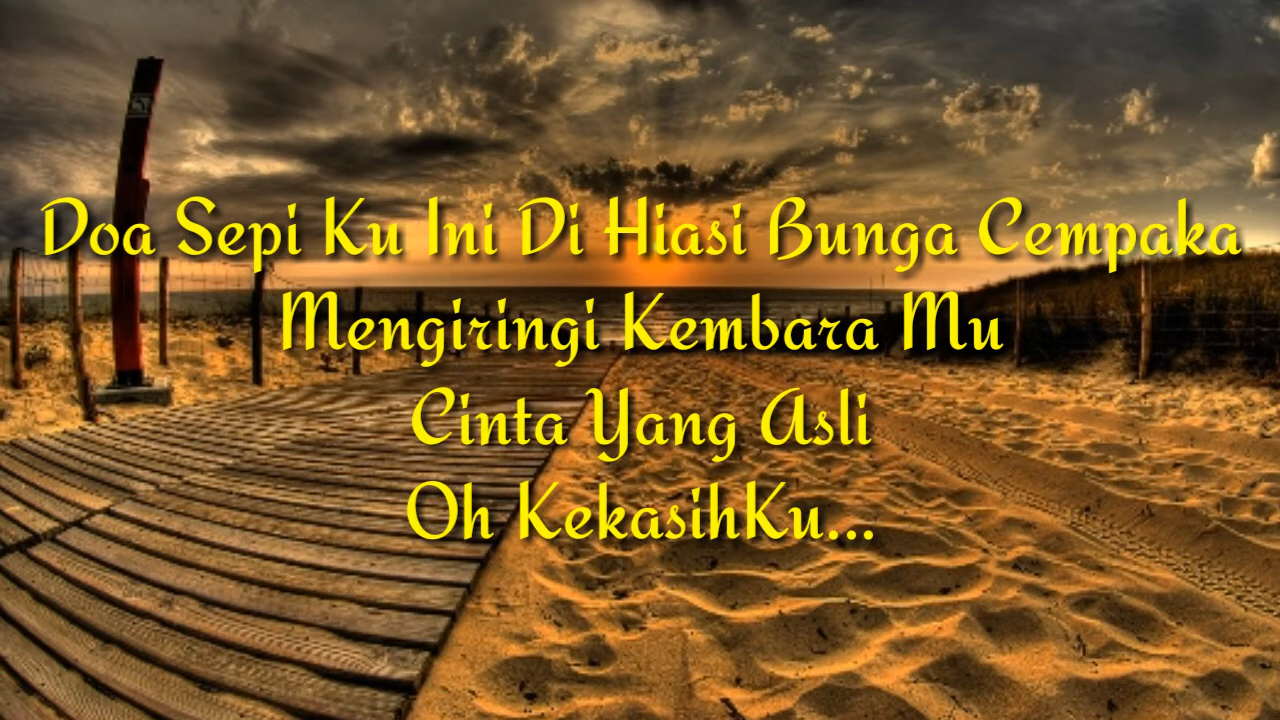 Doa Sepi Ku Ini Di Hiasi Bunga Cempaka
Mengiringi Kembara Mu
Cinta Yang Asli
Oh KekasihKu...